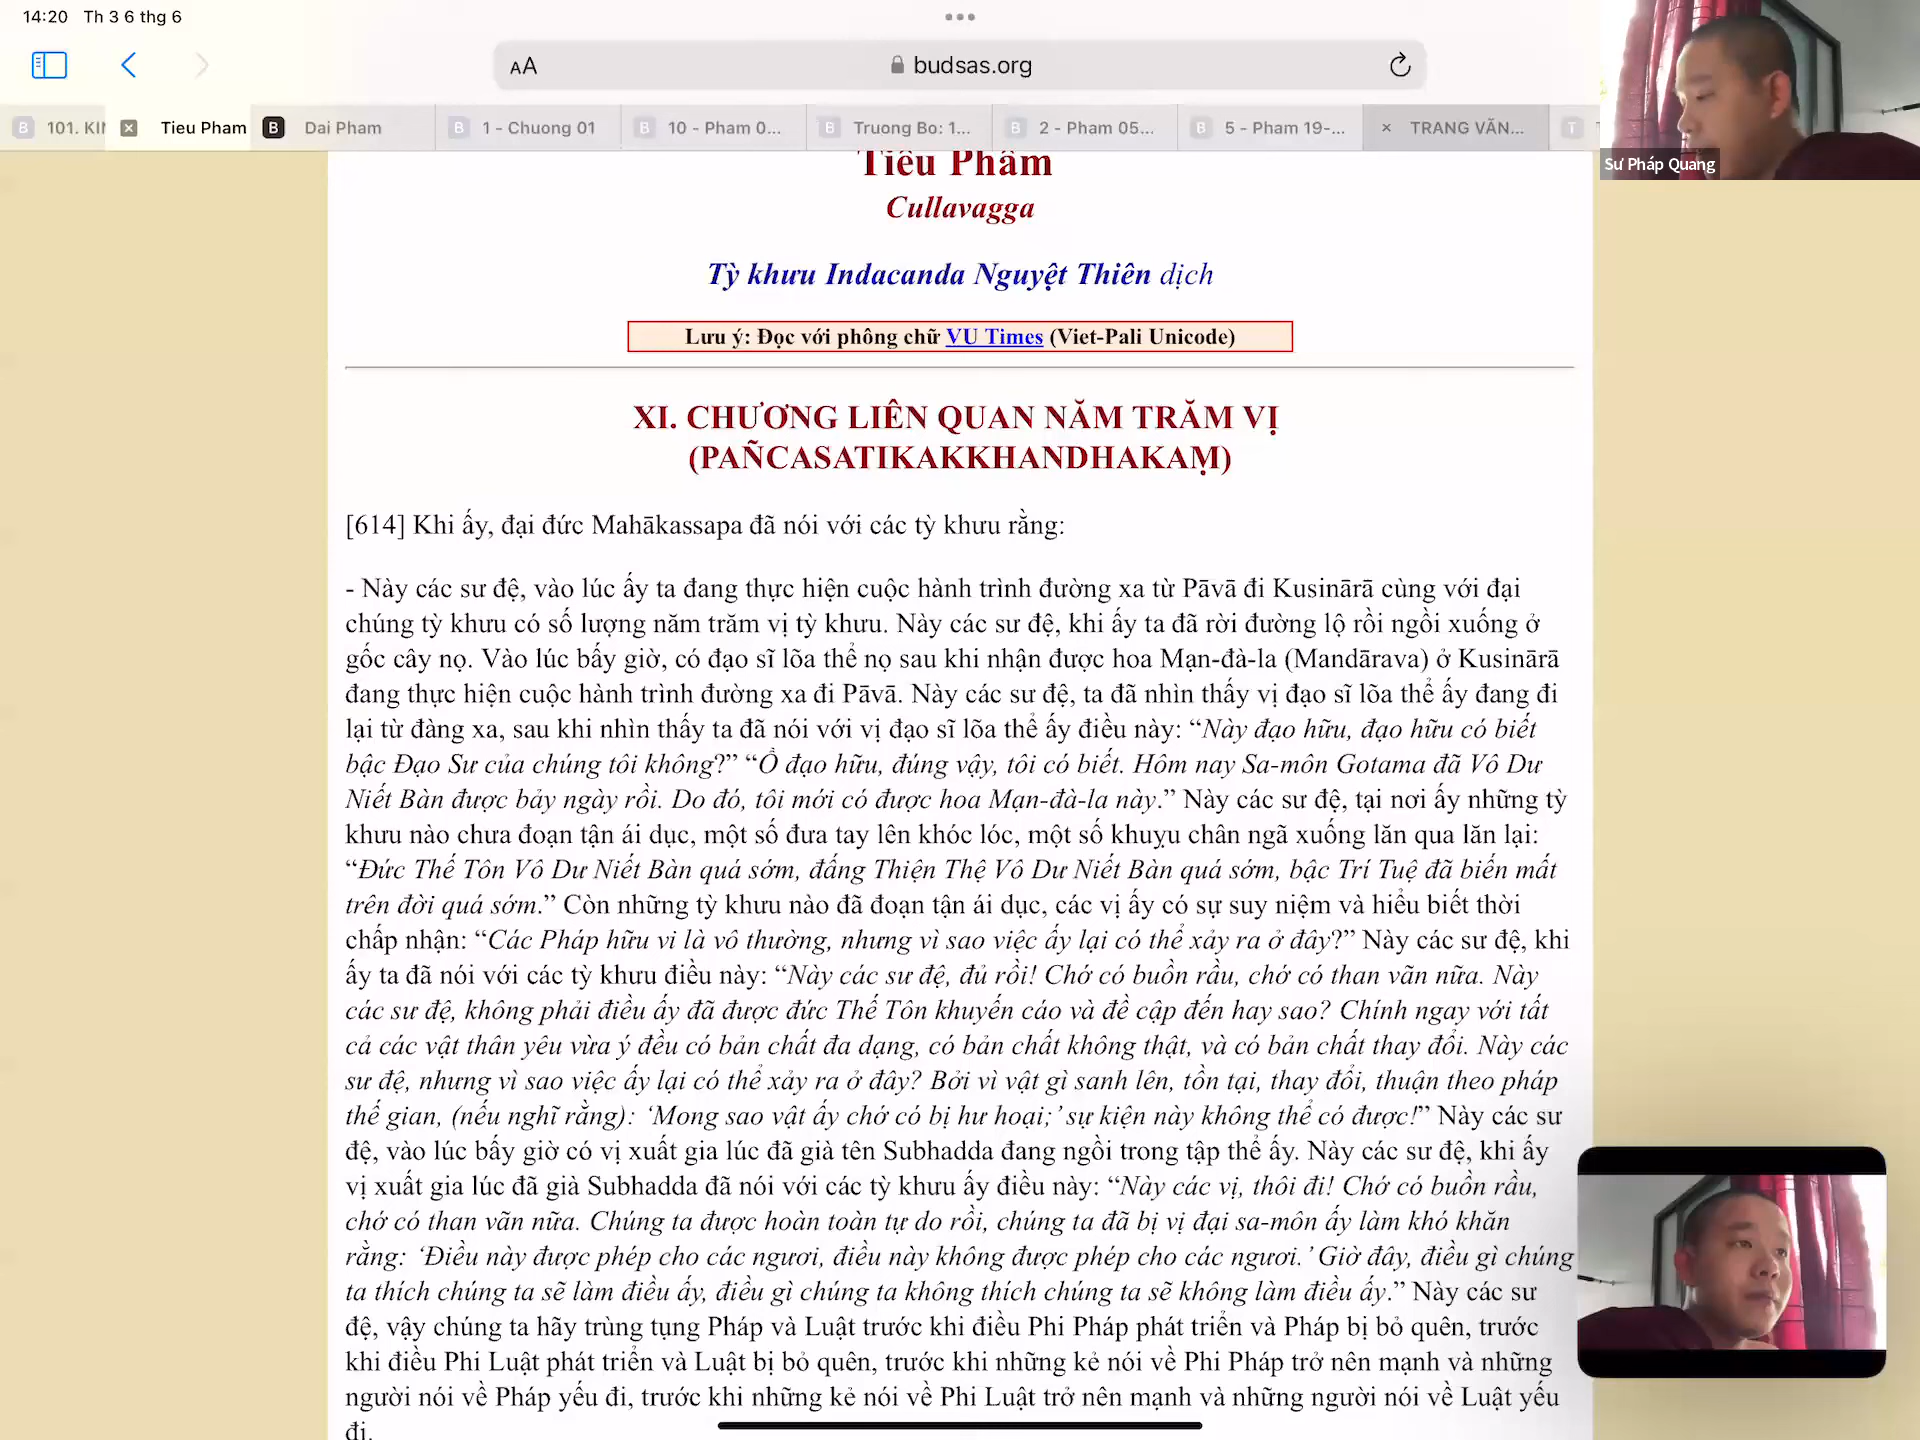 14:20 Th 3 6 thg 6
AA
budsas.org
101. KIN
Tieu Pham
Dai Pham
1 - Chuong 01
10 - Pham 0...
Truong Bo: 1...
2 - Pham 05...
5 - Pham 19-...
TRANG VĂN...
Sư Pháp Quang
Tiểu Phẩm
Cullavagga
Tỳ khưu Indacanda Nguyệt Thiên dịch
Lưu ý: Đọc với phông chữ VU Times (Viet-Pali Unicode)
XI. CHƯƠNG LIÊN QUAN NĂM TRĂM VỊ
(PAÑCASATIKAKKHANDHAKAṂ)
[614] Khi ấy, đại đức Mahākassapa đã nói với các tỳ khưu rằng:
- Này các sư đệ, vào lúc ấy ta đang thực hiện cuộc hành trình đường xa từ Pāvā đi Kusinārā cùng với đại
chúng tỳ khưu có số lượng năm trăm vị tỳ khưu. Này các sư đệ, khi ấy ta đã rời đường lộ rồi ngồi xuống ở
gốc cây nọ. Vào lúc bấy giờ, có đạo sĩ lõa thể nọ sau khi nhận được hoa Mạn-đà-la (Mandārava) ở Kusinārā
đang thực hiện cuộc hành trình đường xa đi Pāvā. Này các sư đệ, ta đã nhìn thấy vị đạo sĩ lõa thể ấy đang đi
lại từ đàng xa, sau khi nhìn thấy ta đã nói với vị đạo sĩ lõa thể ấy điều này: “Này đạo hữu, đạo hữu có biết
bậc Đạo Sư của chúng tôi không?” “Ồ đạo hữu, đúng vậy, tôi có biết. Hôm nay Sa-môn Gotama đã Vô Dư
Niết Bàn được bảy ngày rồi. Do đó, tôi mới có được hoa Mạn-đà-la này.” Này các sư đệ, tại nơi ấy những tỳ
khưu nào chưa đoạn tận ái dục, một số đưa tay lên khóc lóc, một số khuỵu chân ngã xuống lăn qua lăn lại:
“Đức Thế Tôn Vô Dư Niết Bàn quá sớm, đấng Thiện Thệ Vô Dư Niết Bàn quá sớm, bậc Trí Tuệ đã biến mất
trên đời quá sớm.” Còn những tỳ khưu nào đã đoạn tận ái dục, các vị ấy có sự suy niệm và hiểu biết thời
chấp nhận: “Các Pháp hữu vi là vô thường, nhưng vì sao việc ấy lại có thể xảy ra ở đây?” Này các sư đệ, khi
ấy ta đã nói với các tỳ khưu điều này: “Này các sư đệ, đủ rồi! Chớ có buồn rầu, chớ có than vãn nữa. Này
các sư đệ, không phải điều ấy đã được đức Thế Tôn khuyến cáo và đề cập đến hay sao? Chính ngay với tất
cả các vật thân yêu vừa ý đều có bản chất đa dạng, có bản chất không thật, và có bản chất thay đổi. Này các
sư đệ, nhưng vì sao việc ấy lại có thể xảy ra ở đây? Bởi vì vật gì sanh lên, tồn tại, thay đổi, thuận theo pháp
thế gian, (nếu nghĩ rằng): ‘Mong sao vật ấy chớ có bị hư hoại;’ sự kiện này không thể có được!” Này các sư
đệ, vào lúc bấy giờ có vị xuất gia lúc đã già tên Subhadda đang ngồi trong tập thể ấy. Này các sư đệ, khi ấy
vị xuất gia lúc đã già Subhadda đã nói với các tỳ khưu ấy điều này: “Này các vị, thôi đi! Chớ có buồn rầu,
chớ có than vãn nữa. Chúng ta được hoàn toàn tự do rồi, chúng ta đã bị vị đại sa-môn ấy làm khó khăn
rằng: ‘Điều này được phép cho các ngươi, điều này không được phép cho các ngươi.’ Giờ đây, điều gì chúng
ta thích chúng ta sẽ làm điều ấy, điều gì chúng ta không thích chúng ta sẽ không làm điều ấy.” Này các sư
đệ, vậy chúng ta hãy trùng tụng Pháp và Luật trước khi điều Phi Pháp phát triển và Pháp bị bỏ quên, trước
khi điều Phi Luật phát triển và Luật bị bỏ quên, trước khi những kẻ nói về Phi Pháp trở nên mạnh và những
người nói về Pháp yếu đi, trước khi những kẻ nói về Phi Luật trở nên mạnh và những người nói về Luật yếu
đi.